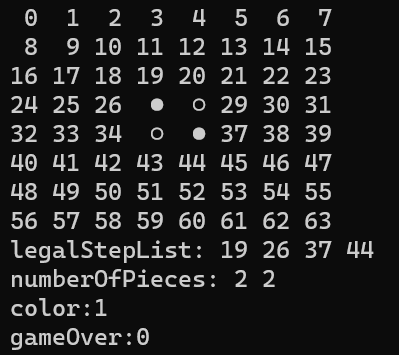 0 1 2 3 4 5 6 7
8 9 10 11 12 13 14 15
16 17 18 19 20 21 22 23
24 25 26 ● ○ 29 30 31
32 33 34 ○ ● 37 38 39
40 41 42 43 44 45 46 47
48 49 50 51 52 53 54 55
56 57 58 59 60 61 62 63
legalStepList: 19 26 37 44
numberOfPieces: 2 2
color:1
gameOver:0